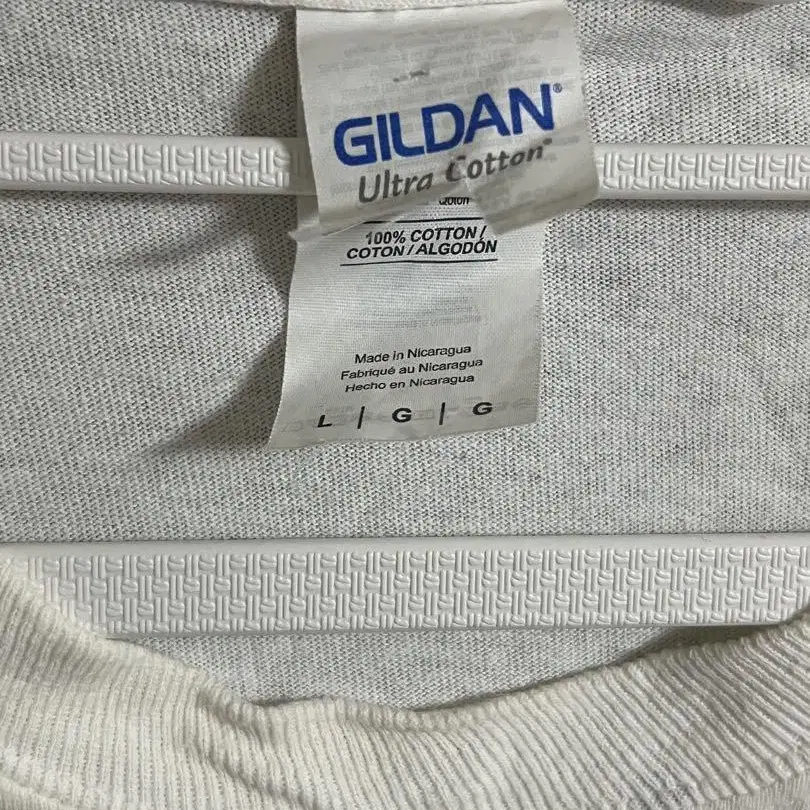 GILDAN®
Ultra Cotton®
100% COTTON /
COTON / ALGODÓN
Made in Nicaragua
Fabriqué au Nicaragua
Hecho en Nicaragua
L | G | G